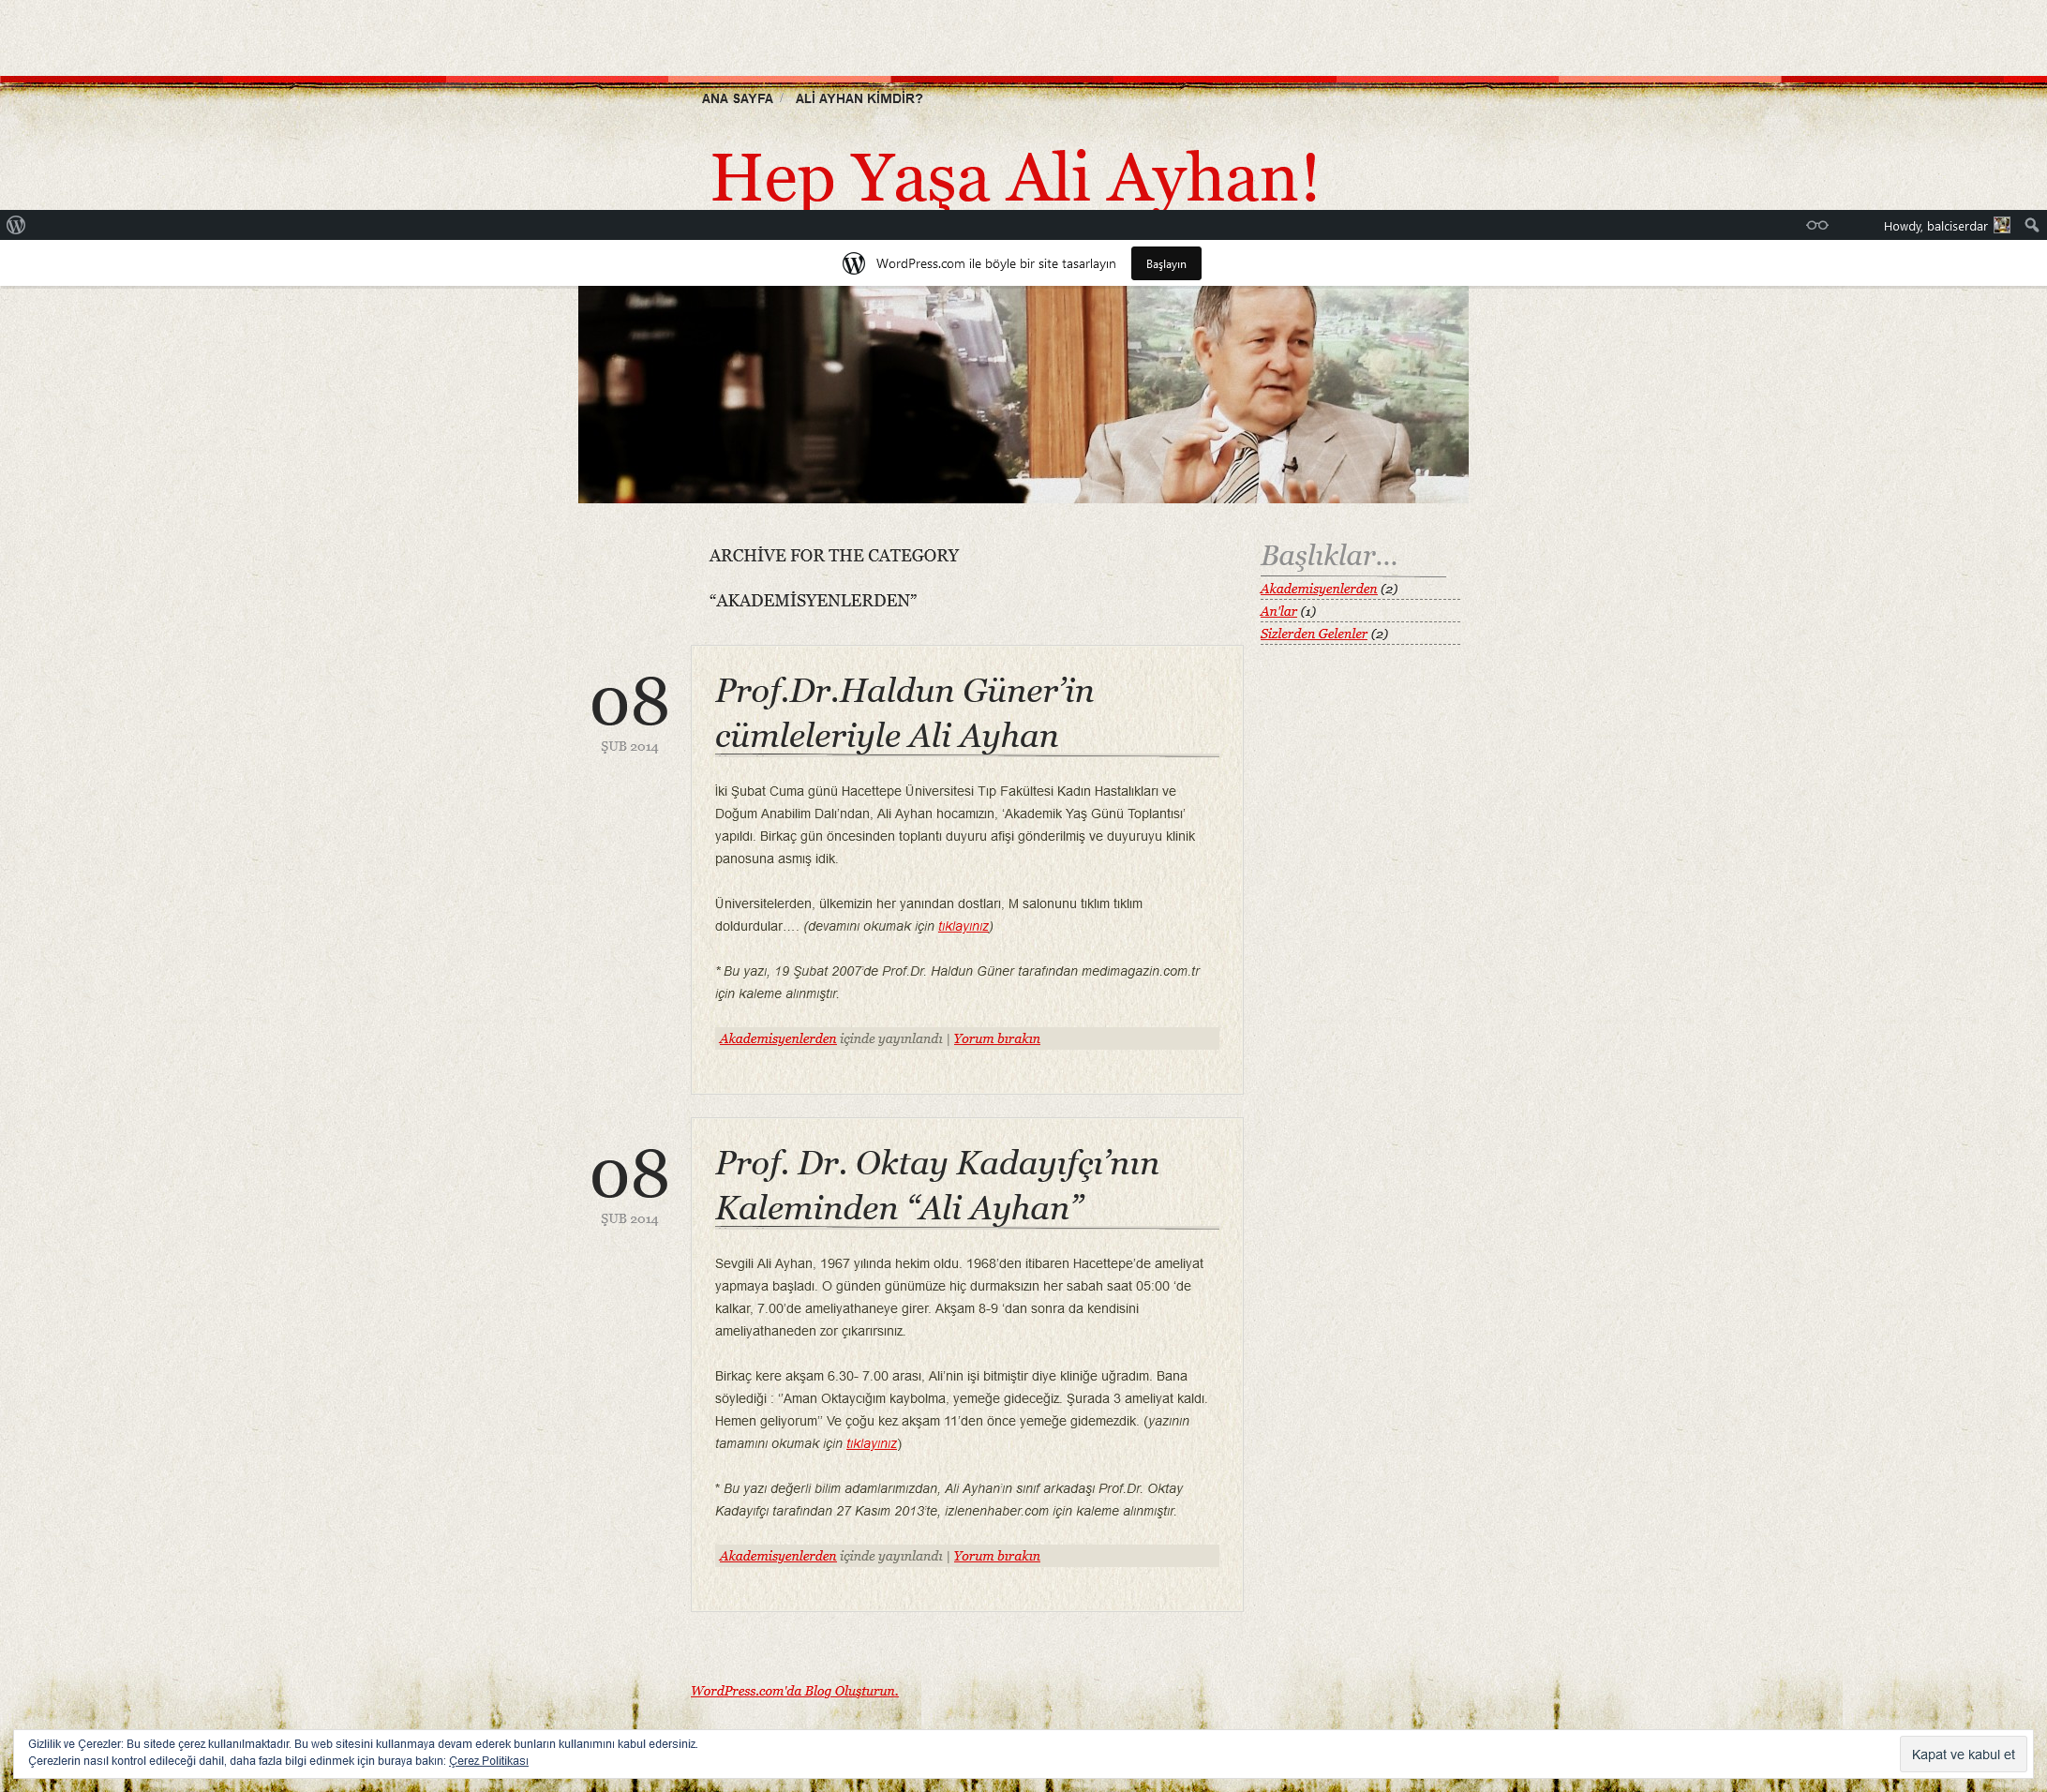 ANA SAYFA / ALİ AYHAN KİMDİR?
Hep Yaşa Ali Ayhan!
Howdy, balciserdar
WordPress.com ile böyle bir site tasarlayın Başlayın
ARCHİVE FOR THE CATEGORY
“AKADEMİSYENLERDEN”
Başlıklar...
Akademisyenlerden (2)
An'lar (1)
Sizlerden Gelenler (2)
08
ŞUB 2014
Prof.Dr.Haldun Güner’in
cümleleriyle Ali Ayhan
İki Şubat Cuma günü Hacettepe Üniversitesi Tıp Fakültesi Kadın Hastalıkları ve
Doğum Anabilim Dalı’ndan, Ali Ayhan hocamızın, ‘Akademik Yaş Günü Toplantısı’
yapıldı. Birkaç gün öncesinden toplantı duyuru afişi gönderilmiş ve duyuruyu klinik
panosuna asmış idik.
Üniversitelerden, ülkemizin her yanından dostları, M salonunu tıklım tıklım
doldurdular…. (devamını okumak için tıklayınız)
* Bu yazı, 19 Şubat 2007’de Prof.Dr. Haldun Güner tarafından medimagazin.com.tr
için kaleme alınmıştır.
Akademisyenlerden içinde yayınlandı | Yorum bırakın
08
ŞUB 2014
Prof. Dr. Oktay Kadayıfçı’nın
Kaleminden “Ali Ayhan”
Sevgili Ali Ayhan, 1967 yılında hekim oldu. 1968’den itibaren Hacettepe’de ameliyat
yapmaya başladı. O günden günümüze hiç durmaksızın her sabah saat 05:00 ‘de
kalkar, 7.00’de ameliyathaneye girer. Akşam 8-9 ‘dan sonra da kendisini
ameliyathaneden zor çıkarırsınız.
Birkaç kere akşam 6.30- 7.00 arası, Ali’nin işi bitmiştir diye kliniğe uğradım. Bana
söylediği : ‘’Aman Oktaycığım kaybolma, yemeğe gideceğiz. Şurada 3 ameliyat kaldı.
Hemen geliyorum’’ Ve çoğu kez akşam 11’den önce yemeğe gidemezdik. (yazının
tamamını okumak için tıklayınız)
* Bu yazı değerli bilim adamlarımızdan, Ali Ayhan’ın sınıf arkadaşı Prof.Dr. Oktay
Kadayıfçı tarafından 27 Kasım 2013’te, izlenenhaber.com için kaleme alınmıştır.
Akademisyenlerden içinde yayınlandı | Yorum bırakın
WordPress.com'da Blog Oluşturun.
Gizlilik ve Çerezler: Bu sitede çerez kullanılmaktadır. Bu web sitesini kullanmaya devam ederek bunların kullanımını kabul edersiniz.
Çerezlerin nasıl kontrol edileceği dahil, daha fazla bilgi edinmek için buraya bakın: Çerez Politikası
Kapat ve kabul et